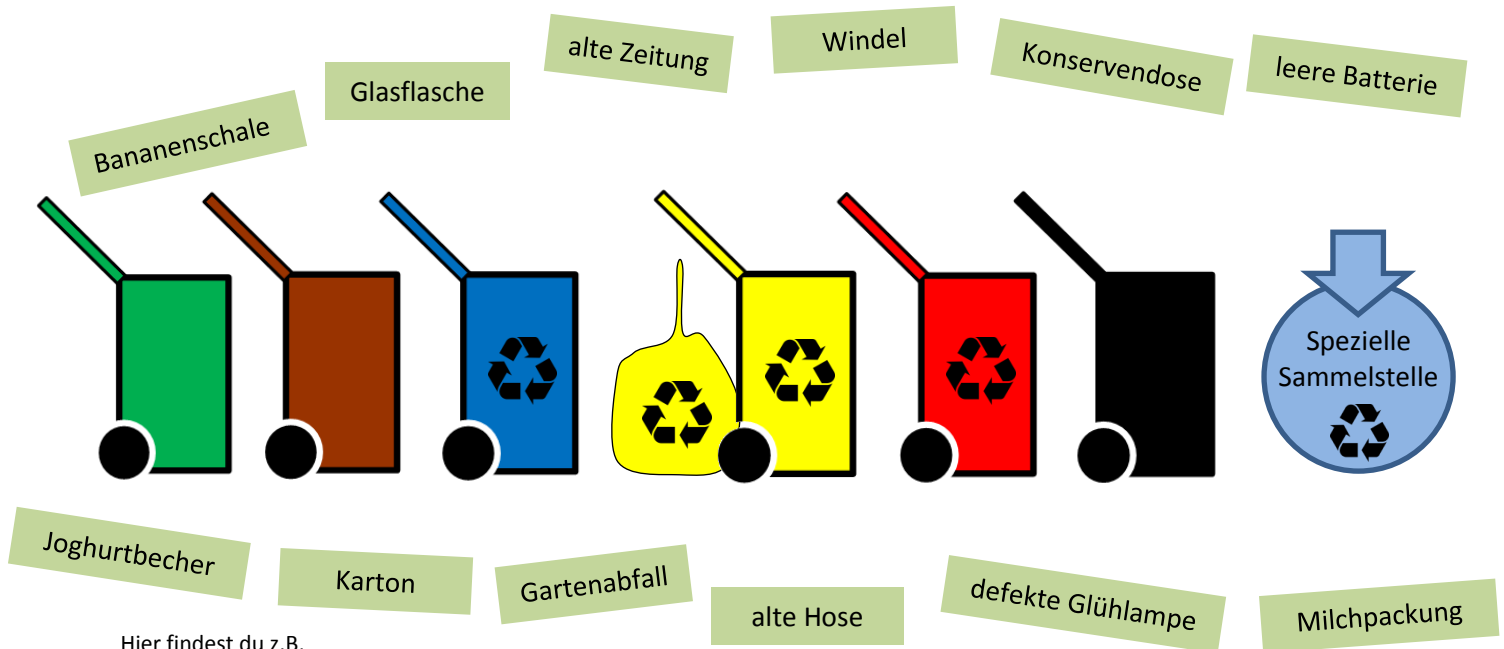 alte Zeitung
Windel
Konservendose
leere Batterie
Glasflasche
Bananenschale
Spezielle
Sammelstelle
Joghurtbecher
Karton
Gartenabfall
alte Hose
defekte Glühlampe
Milchpackung
Hier findest du z.B.